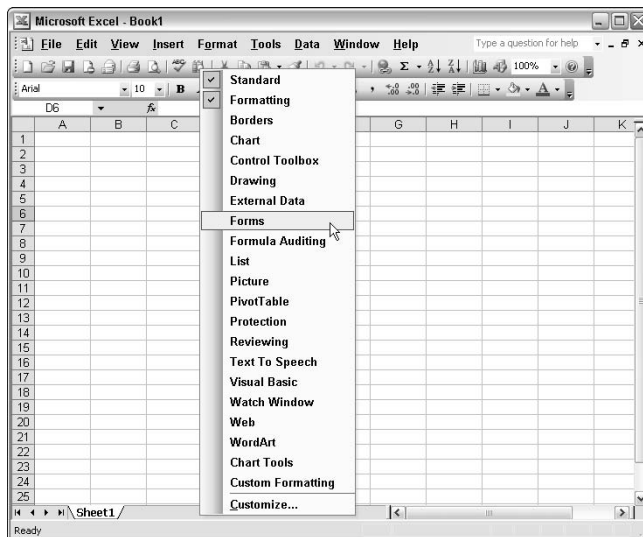 Microsoft Excel - Book1
File Edit View Insert Format Tools Data Window Help Type a question for help
Σ 100%
Arial 10 B A
D6 fx
A B C G H I J K
1
2
3
4
5
6
7
8
9
10
11
12
13
14
15
16
17
18
19
20
21
22
23
24
25
Standard
Formatting
Borders
Chart
Control Toolbox
Drawing
External Data
Forms
Formula Auditing
List
Picture
PivotTable
Protection
Reviewing
Text To Speech
Visual Basic
Watch Window
Web
WordArt
Chart Tools
Custom Formatting
Customize...
Sheet1
Ready